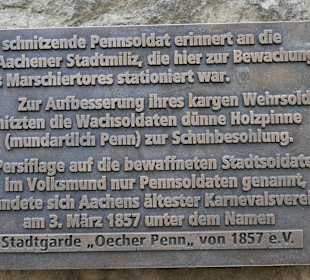 schnitzende Pennsoldat erinnert an die
Aachener Stadtmiliz, die hier zur Bewachung
Marschiertores stationiert war.
Zur Aufbesserung ihres kargen Wehrsold
nitzten die Wachsoldaten dünne Holzpinne
(mundartlich Penn) zur Schuhbesohlung.
Persiflage auf die bewaffneten Stadtsoldate
im Volksmund nur Pennsoldaten genannt,
ndete sich Aachens ältester Karnevalsverei
am 3. März 1857 unter dem Namen
Stadtgarde „Oecher Penn„ von 1857 e.V.